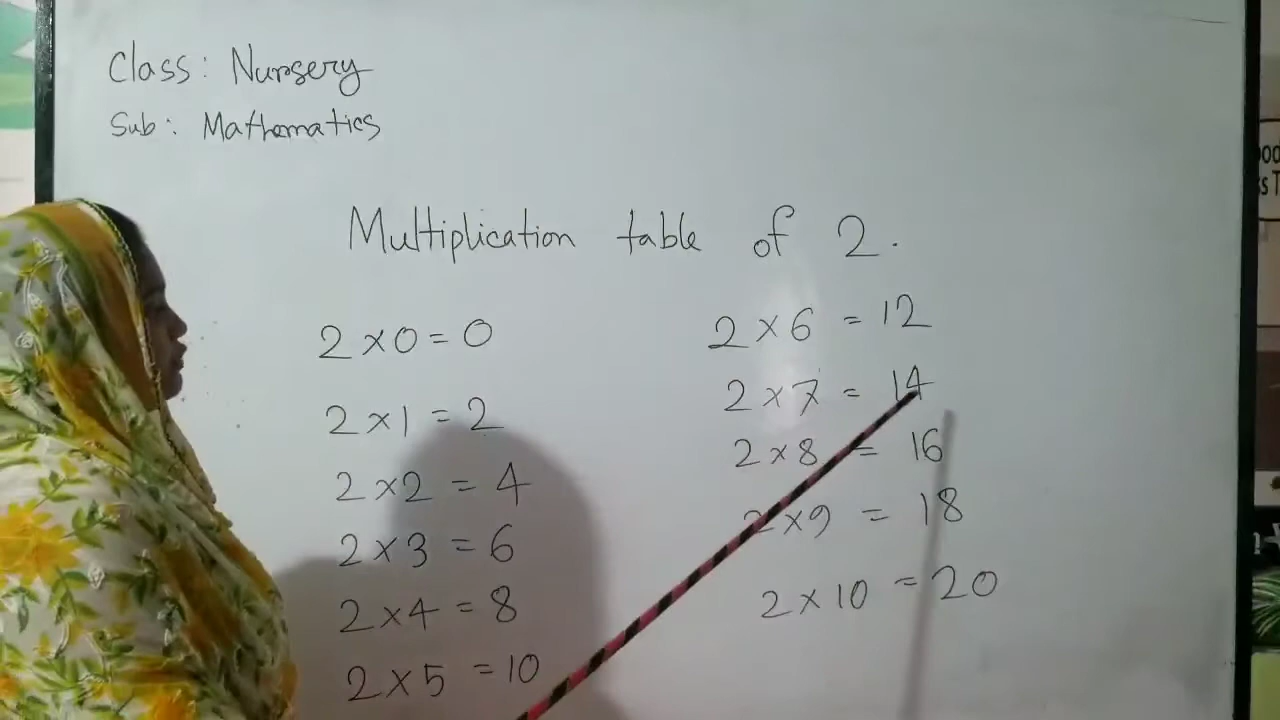 Class: Nursery
Sub: Mathematics
Multiplication table of 2.
2 × 0 = 0
2 × 1 = 2
2 × 2 = 4
2 × 3 = 6
2 × 4 = 8
2 × 5 = 10
2 × 6 = 12
2 × 7 = 14
2 × 8 = 16
2 × 9 = 18
2 × 10 = 20